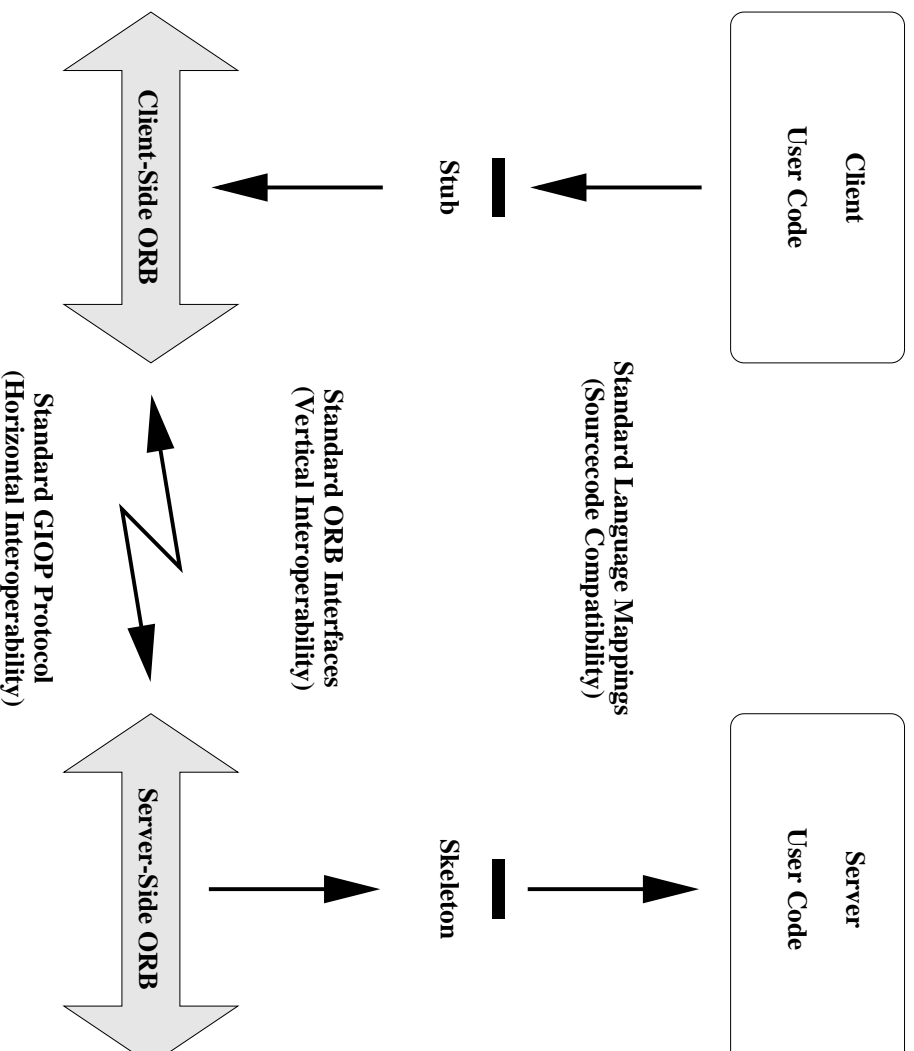 Client
User Code
Server
User Code
Standard Language Mappings
(Sourcecode Compatibility)
Stub
Skeleton
Standard ORB Interfaces
(Vertical Interoperability)
Client-Side ORB
Server-Side ORB
Standard GIOP Protocol
(Horizontal Interoperability)